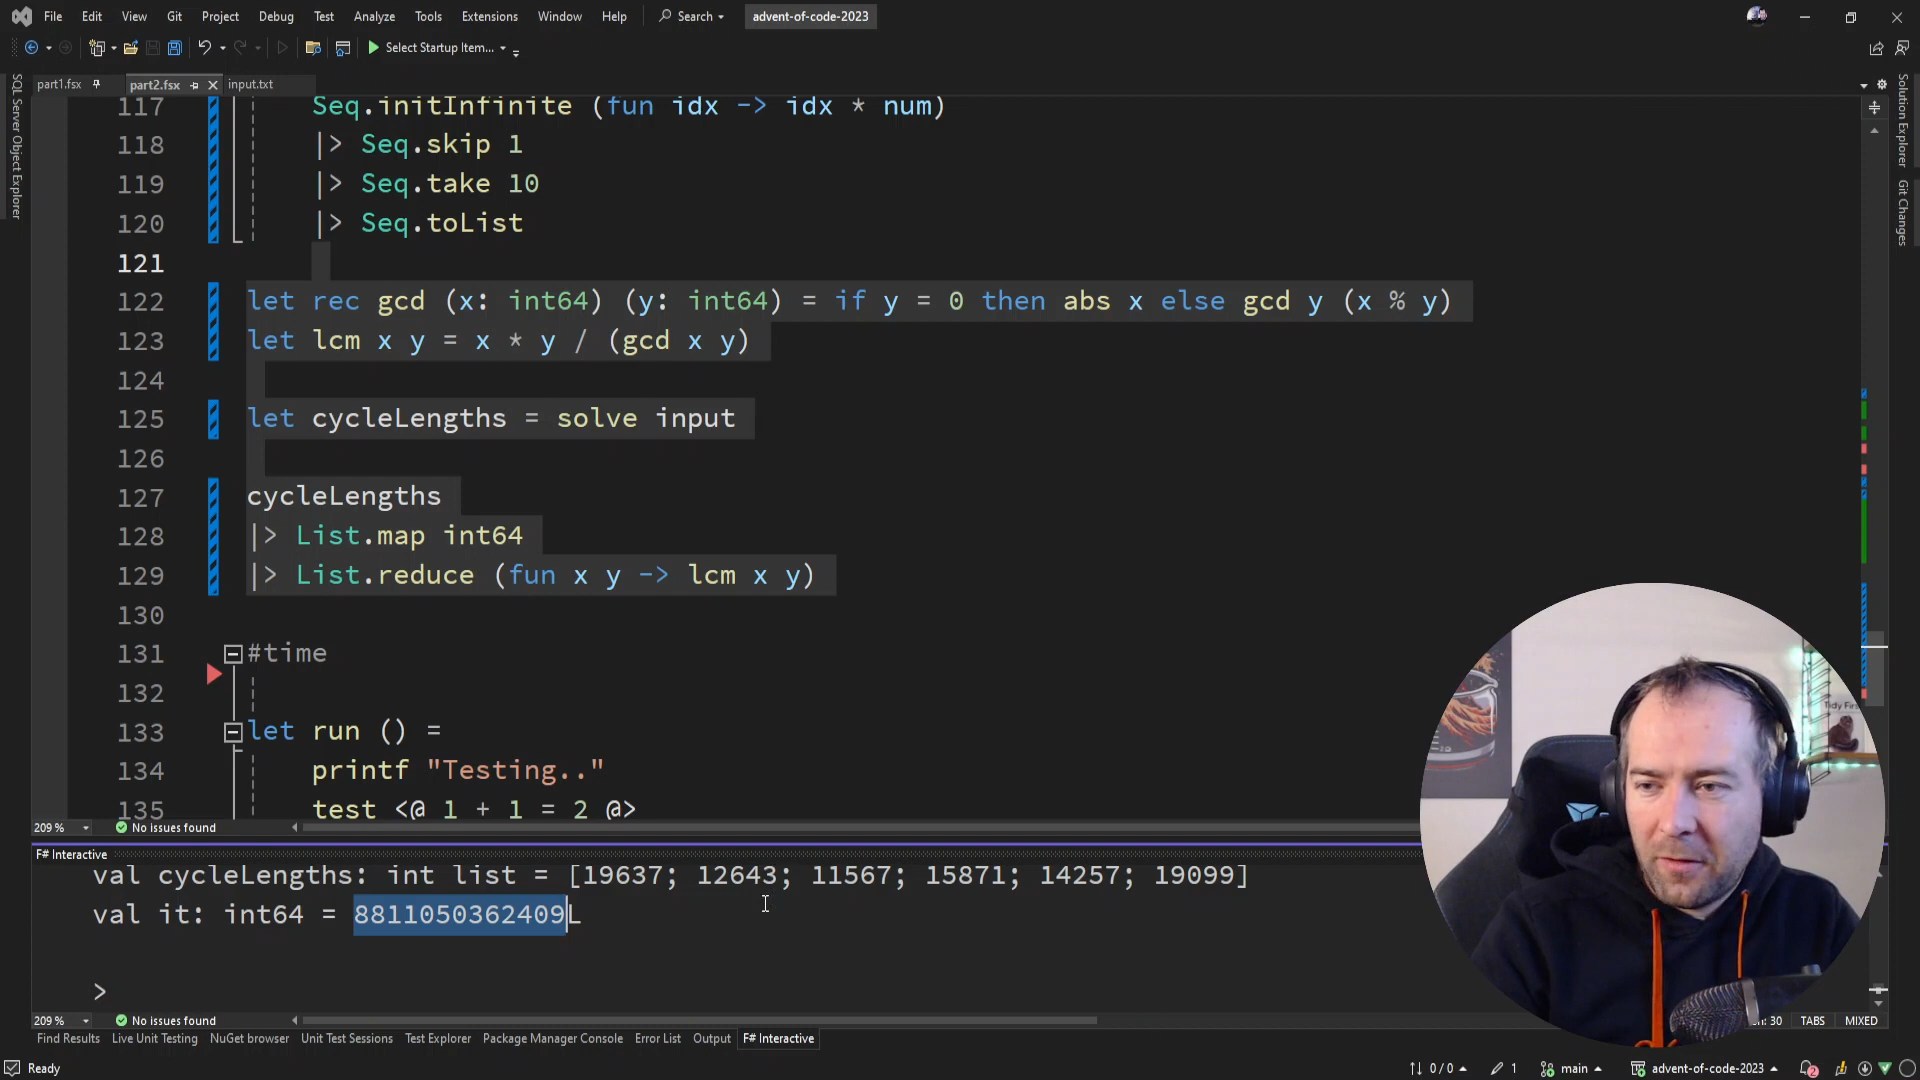 File Edit View Git Project Debug Test Analyze Tools Extensions Window Help Search advent-of-code-2023
Select Startup Item...
part1.fsx part2.fsx input.txt
SQL Server Object Explorer
Solution Explorer
Git Changes
117 Seq.initInfinite (fun idx -> idx * num)
118 |> Seq.skip 1
119 |> Seq.take 10
120 |> Seq.toList
121
122 let rec gcd (x: int64) (y: int64) = if y = 0 then abs x else gcd y (x % y)
123 let lcm x y = x * y / (gcd x y)
124
125 let cycleLengths = solve input
126
127 cycleLengths
128 |> List.map int64
129 |> List.reduce (fun x y -> lcm x y)
130
131 #time
132
133 let run () =
134 printf "Testing.."
135 test <@ 1 + 1 = 2 @>
209 % No issues found
F# Interactive
val cycleLengths: int list = [19637; 12643; 11567; 15871; 14257; 19099]
val it: int64 = 8811050362409L
>
209 % No issues found
: 30 TABS MIXED
Find Results Live Unit Testing NuGet browser Unit Test Sessions Test Explorer Package Manager Console Error List Output F# Interactive
Ready
0 / 0 1 main advent-of-code-2023 2
Tidy First